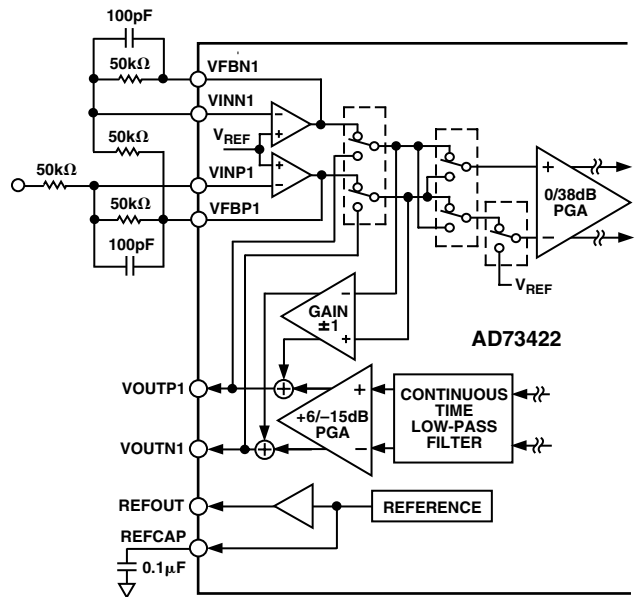 100pF
50kΩ
VFBN1
VINN1
VREF
50kΩ
50kΩ
VINP1
50kΩ
VFBP1
100pF
0/38dB
PGA
VREF
GAIN
±1
AD73422
VOUTP1
+6/–15dB
PGA
CONTINUOUS
TIME
LOW-PASS
FILTER
VOUTN1
REFOUT
REFERENCE
REFCAP
0.1µF